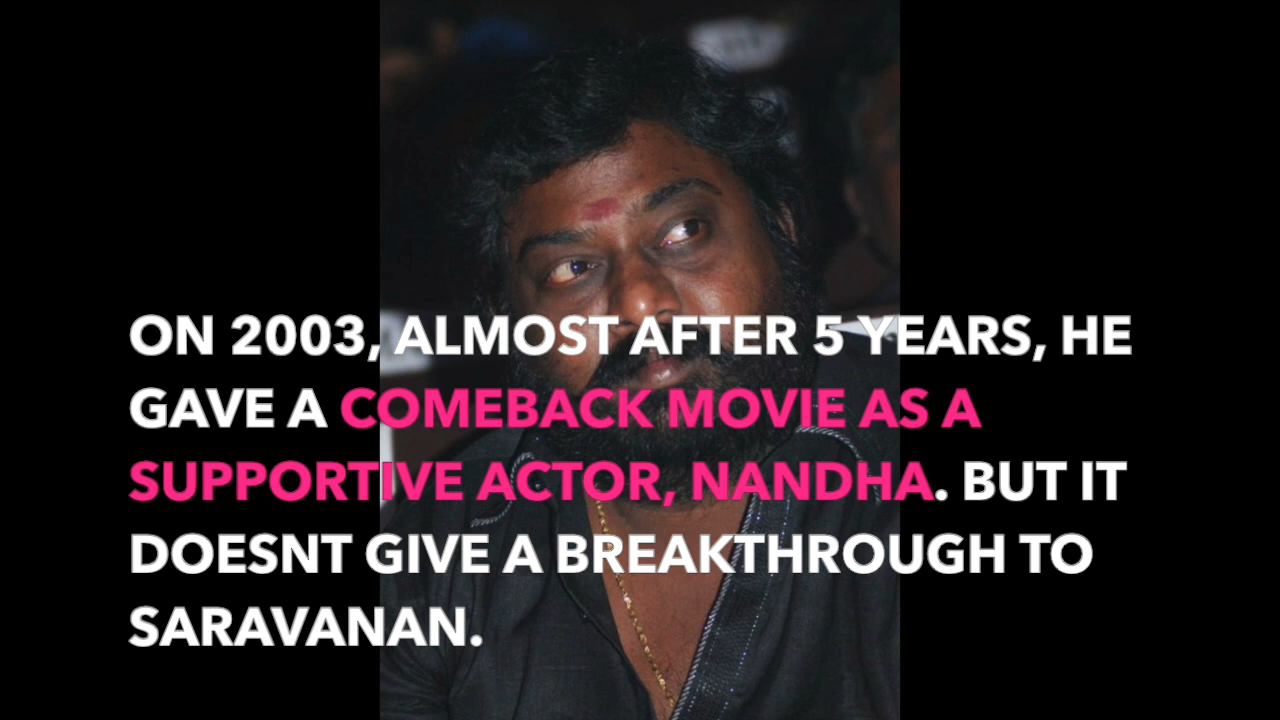 ON 2003, ALMOST AFTER 5 YEARS, HE
GAVE A COMEBACK MOVIE AS A
SUPPORTIVE ACTOR, NANDHA. BUT IT
DOESNT GIVE A BREAKTHROUGH TO
SARAVANAN.